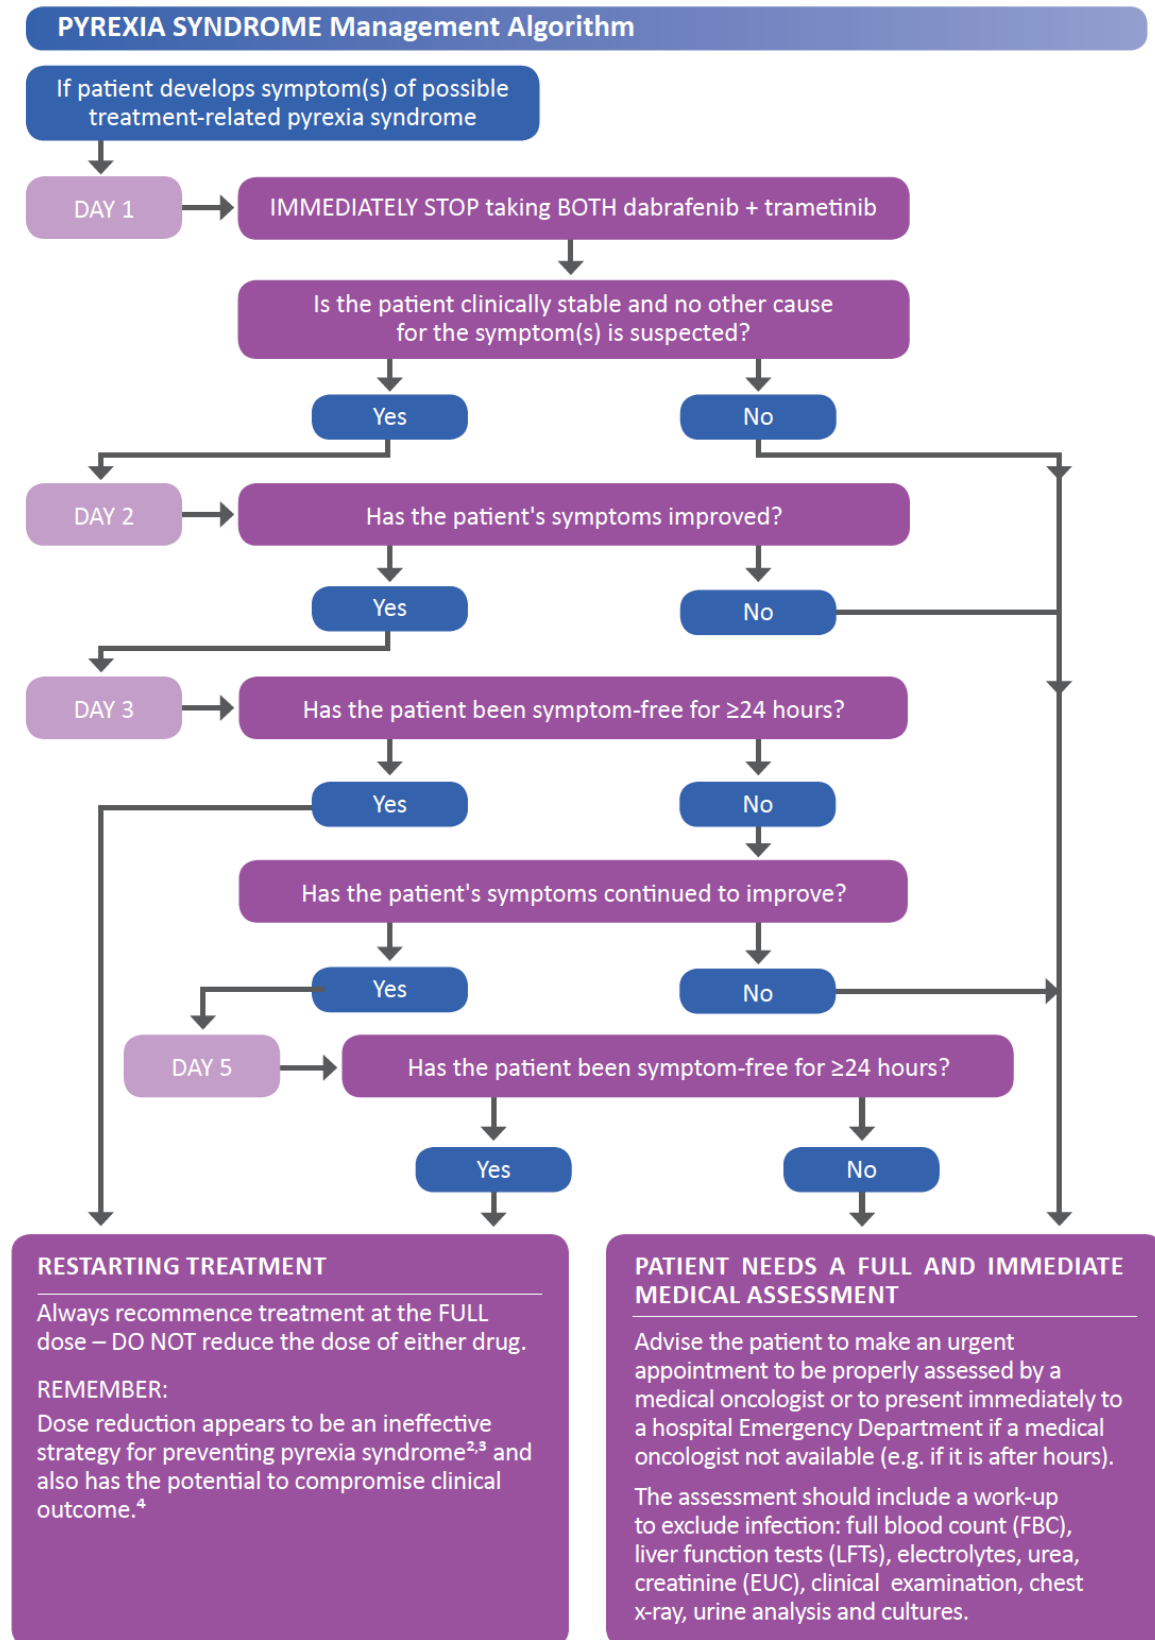 PYREXIA SYNDROME Management Algorithm
If patient develops symptom(s) of possible
treatment-related pyrexia syndrome
DAY 1
IMMEDIATELY STOP taking BOTH dabrafenib + trametinib
Is the patient clinically stable and no other cause
for the symptom(s) is suspected?
Yes
No
DAY 2
Has the patient's symptoms improved?
Yes
No
DAY 3
Has the patient been symptom-free for ≥24 hours?
Yes
No
Has the patient's symptoms continued to improve?
Yes
No
DAY 5
Has the patient been symptom-free for ≥24 hours?
Yes
No
RESTARTING TREATMENT
Always recommence treatment at the FULL
dose – DO NOT reduce the dose of either drug.
REMEMBER:
Dose reduction appears to be an ineffective
strategy for preventing pyrexia syndrome²,³ and
also has the potential to compromise clinical
outcome.⁴
PATIENT NEEDS A FULL AND IMMEDIATE
MEDICAL ASSESSMENT
Advise the patient to make an urgent
appointment to be properly assessed by a
medical oncologist or to present immediately to
a hospital Emergency Department if a medical
oncologist not available (e.g. if it is after hours).
The assessment should include a work-up
to exclude infection: full blood count (FBC),
liver function tests (LFTs), electrolytes, urea,
creatinine (EUC), clinical examination, chest
x-ray, urine analysis and cultures.